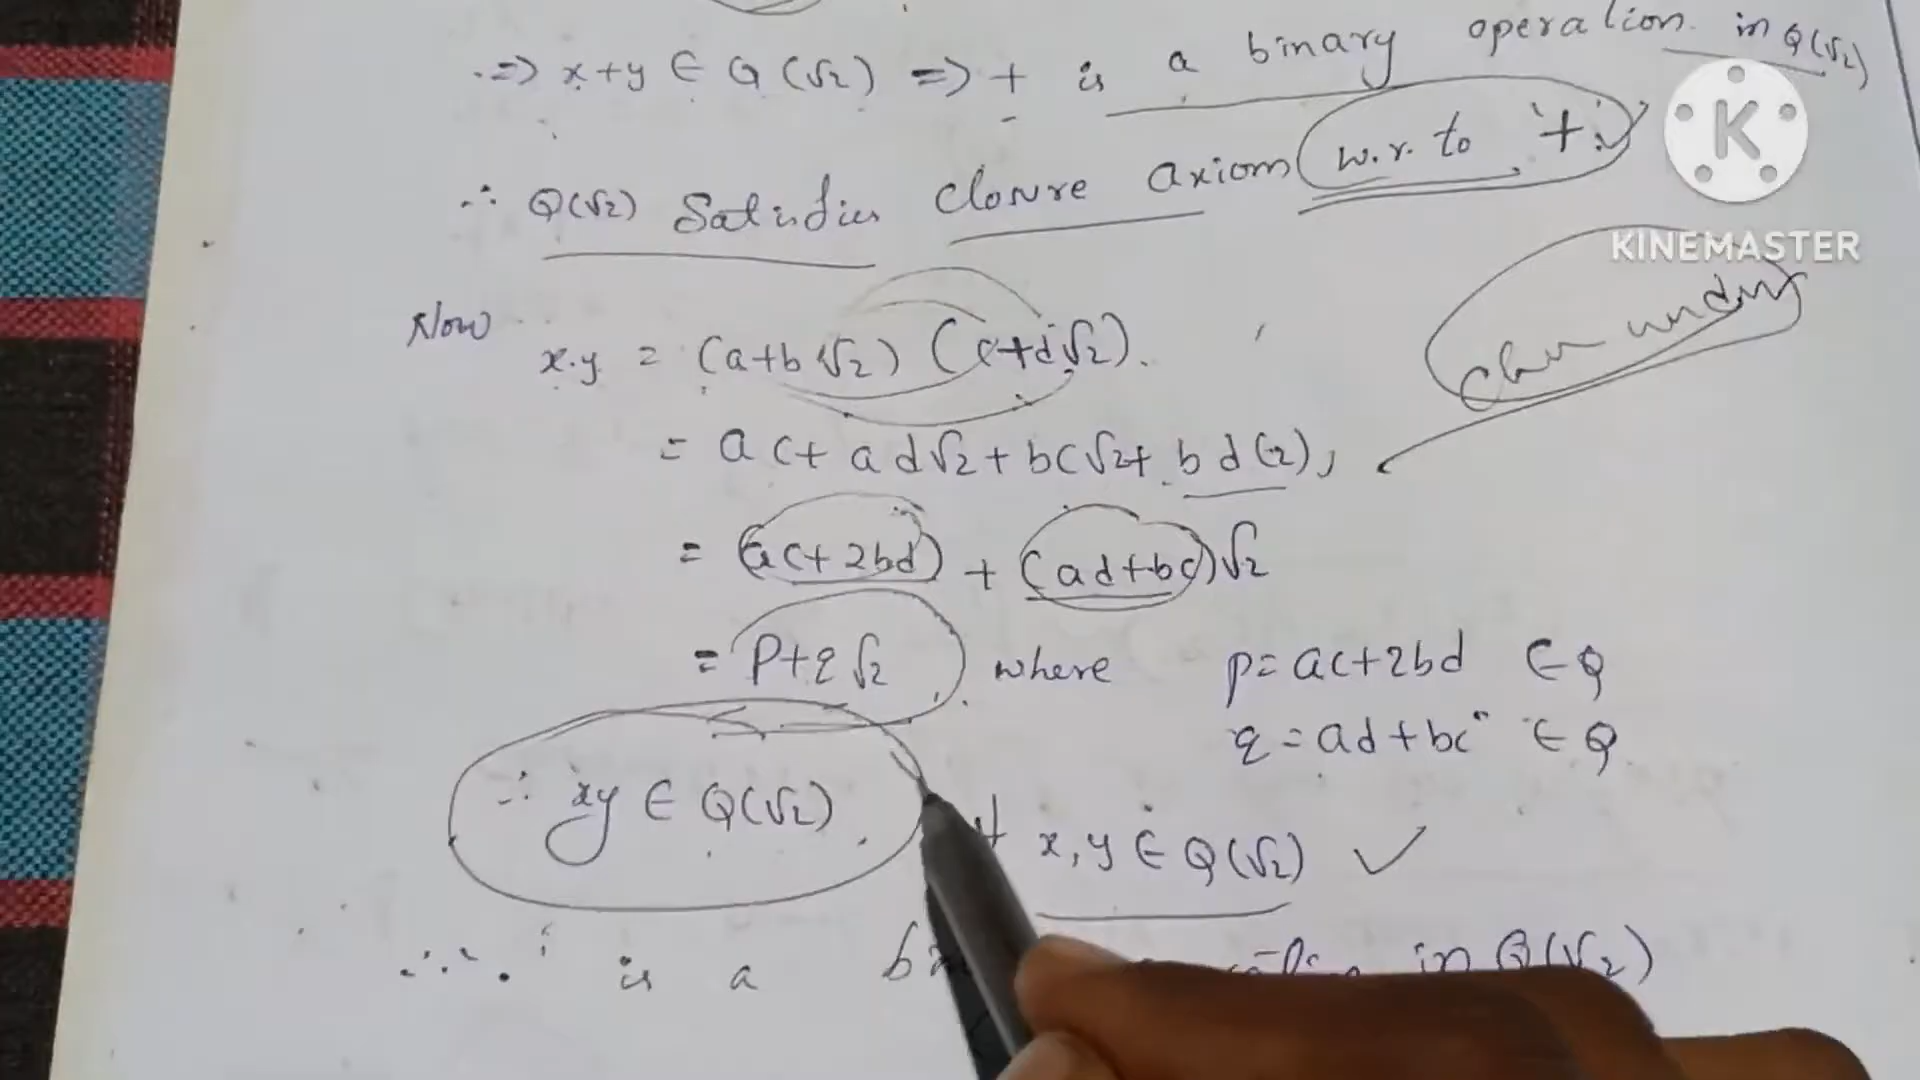 ∴⇒ x+y ∈ Q(√2) ⇒ + is a binary operation in Q(√2)
∴ Q(√2) Satisfies closure axiom w.r. to '+'.
K
KINEMASTER
Now x.y = (a+b√2) (c+d√2).
under
= ac+ad√2+bc√2+bd(2),
= (ac+2bd) + (ad+bc)√2
= P+q√2 where p=ac+2bd ∈ Q
q=ad+bc ∈ Q
∴ xy ∈ Q(√2) ∀ x,y ∈ Q(√2) ✓
∴ '.' is a in Q(√2)